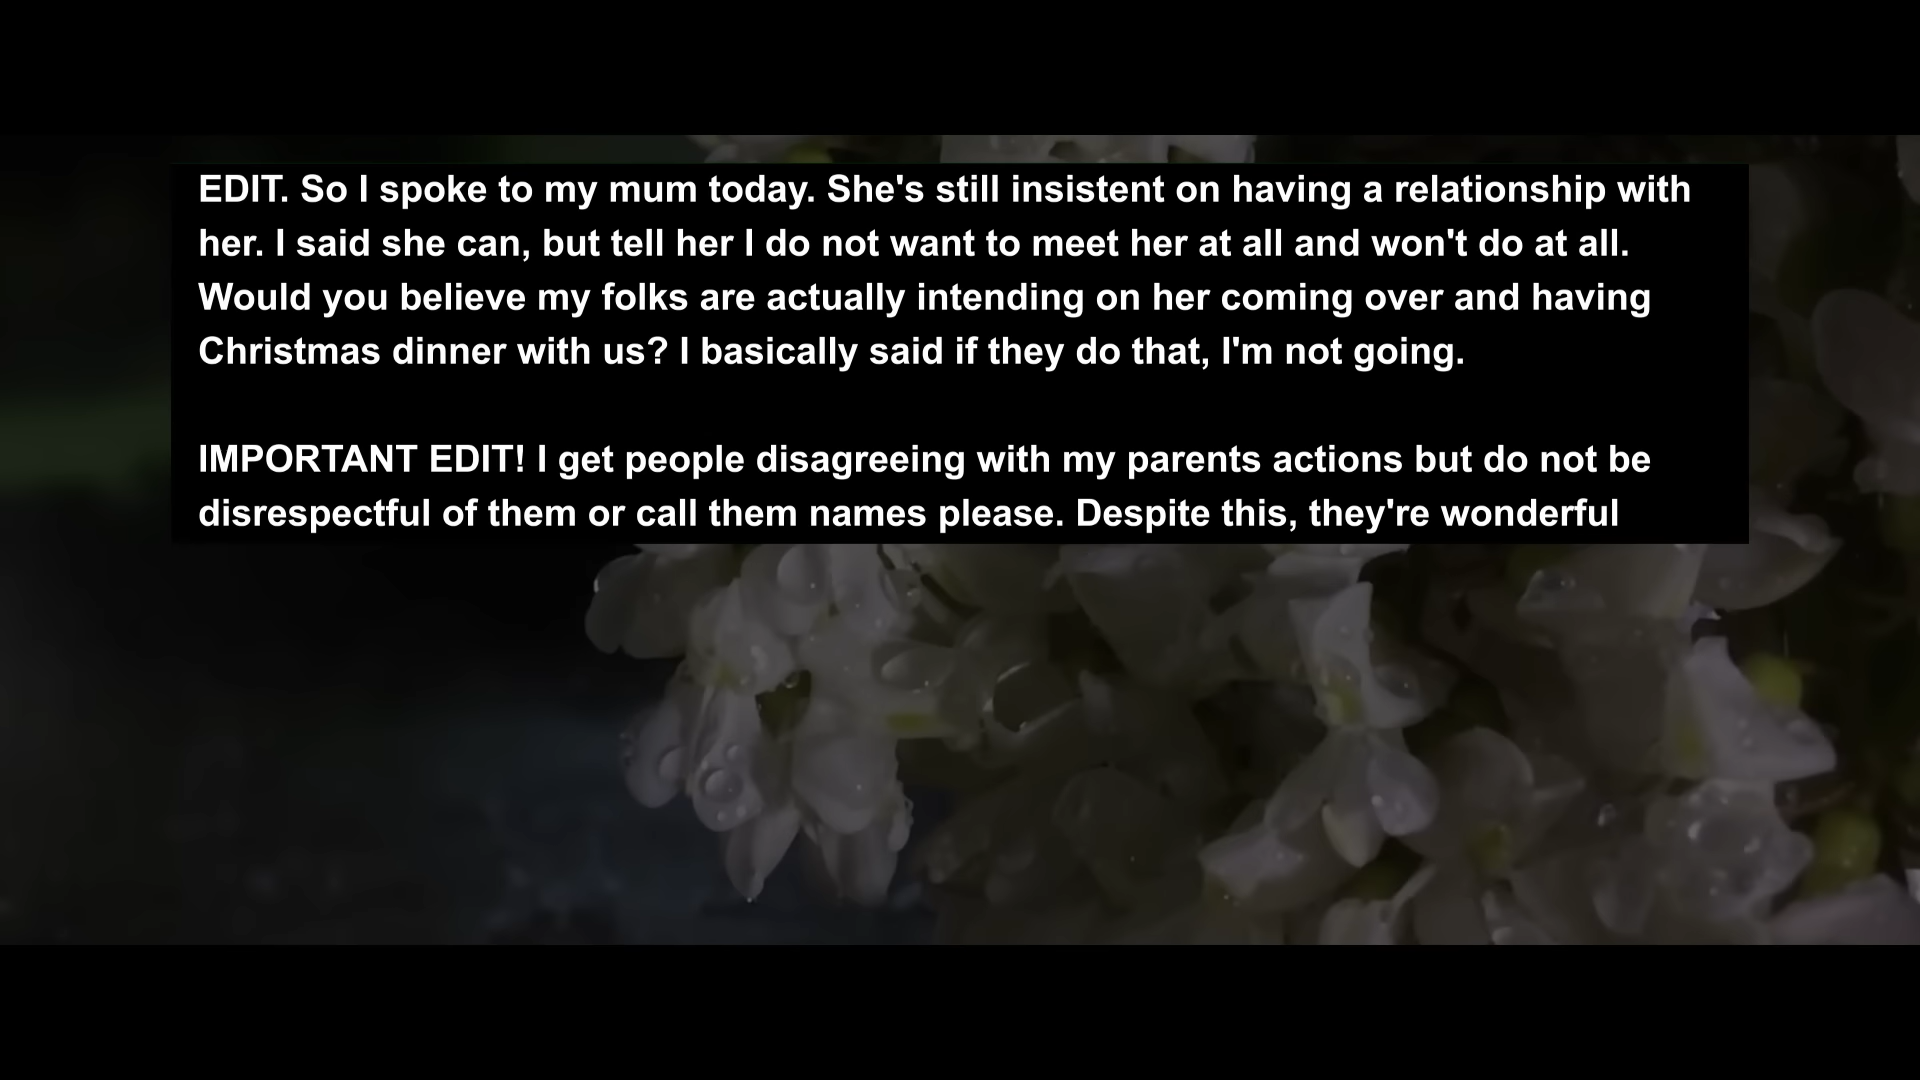 EDIT. So I spoke to my mum today. She's still insistent on having a relationship with
her. I said she can, but tell her I do not want to meet her at all and won't do at all.
Would you believe my folks are actually intending on her coming over and having
Christmas dinner with us? I basically said if they do that, I'm not going.
IMPORTANT EDIT! I get people disagreeing with my parents actions but do not be
disrespectful of them or call them names please. Despite this, they're wonderful